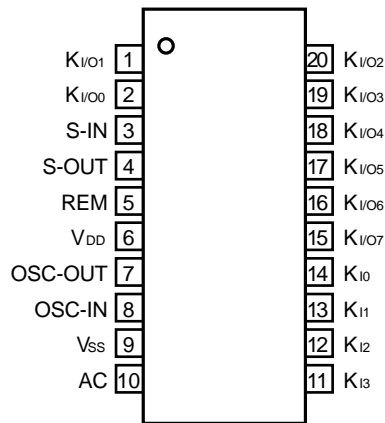 KI/O1 1 20 KI/O2
KI/O0 2 19 KI/O3
S-IN 3 18 KI/O4
S-OUT 4 17 KI/O5
REM 5 16 KI/O6
VDD 6 15 KI/O7
OSC-OUT 7 14 KI0
OSC-IN 8 13 KI1
VSS 9 12 KI2
AC 10 11 KI3